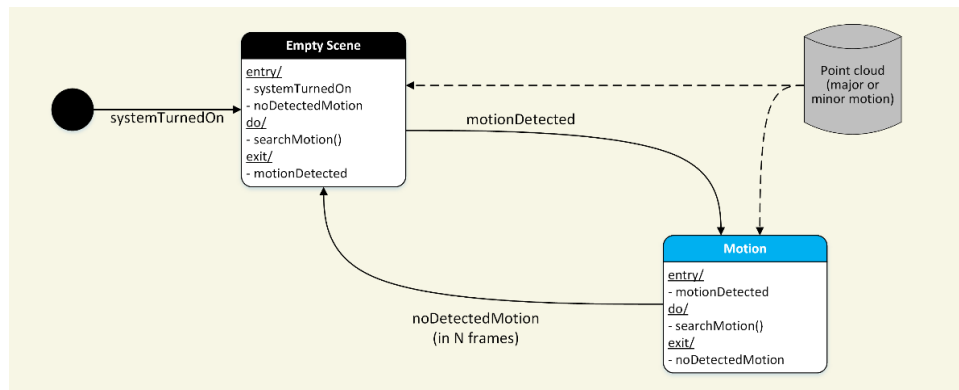 Empty Scene
entry/
- systemTurnedOn
- noDetectedMotion
do/
- searchMotion()
exit/
- motionDetected
systemTurnedOn
motionDetected
Point cloud
(major or
minor motion)
noDetectedMotion
(in N frames)
Motion
entry/
- motionDetected
do/
- searchMotion()
exit/
- noDetectedMotion